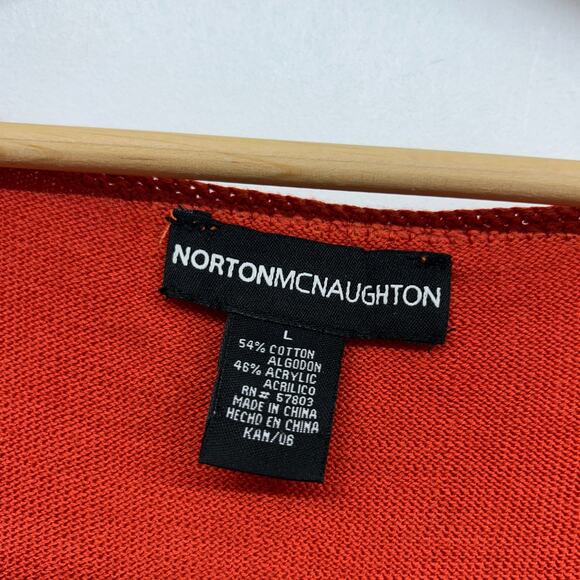 NORTONMCNAUGHTON
L
54% COTTON
ALGODON
46% ACRYLIC
ACRILICO
RN# 57803
MADE IN CHINA
HECHO EN CHINA
KAN/06